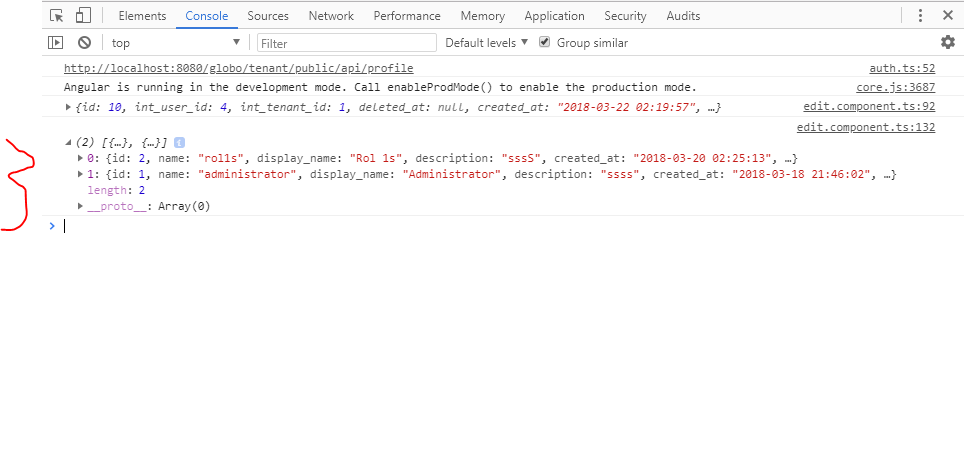 Elements Console Sources Network Performance Memory Application Security Audits
top Filter Default levels Group similar
http://localhost:8080/globo/tenant/public/api/profile auth.ts:52
Angular is running in the development mode. Call enableProdMode() to enable the production mode. core.js:3687
{id: 10, int_user_id: 4, int_tenant_id: 1, deleted_at: null, created_at: "2018-03-22 02:19:57", …} edit.component.ts:92
edit.component.ts:132
(2) [{…}, {…}] i
0: {id: 2, name: "rol1s", display_name: "Rol 1s", description: "sssS", created_at: "2018-03-20 02:25:13", …}
1: {id: 1, name: "administrator", display_name: "Administrator", description: "ssss", created_at: "2018-03-18 21:46:02", …}
length: 2
__proto__: Array(0)